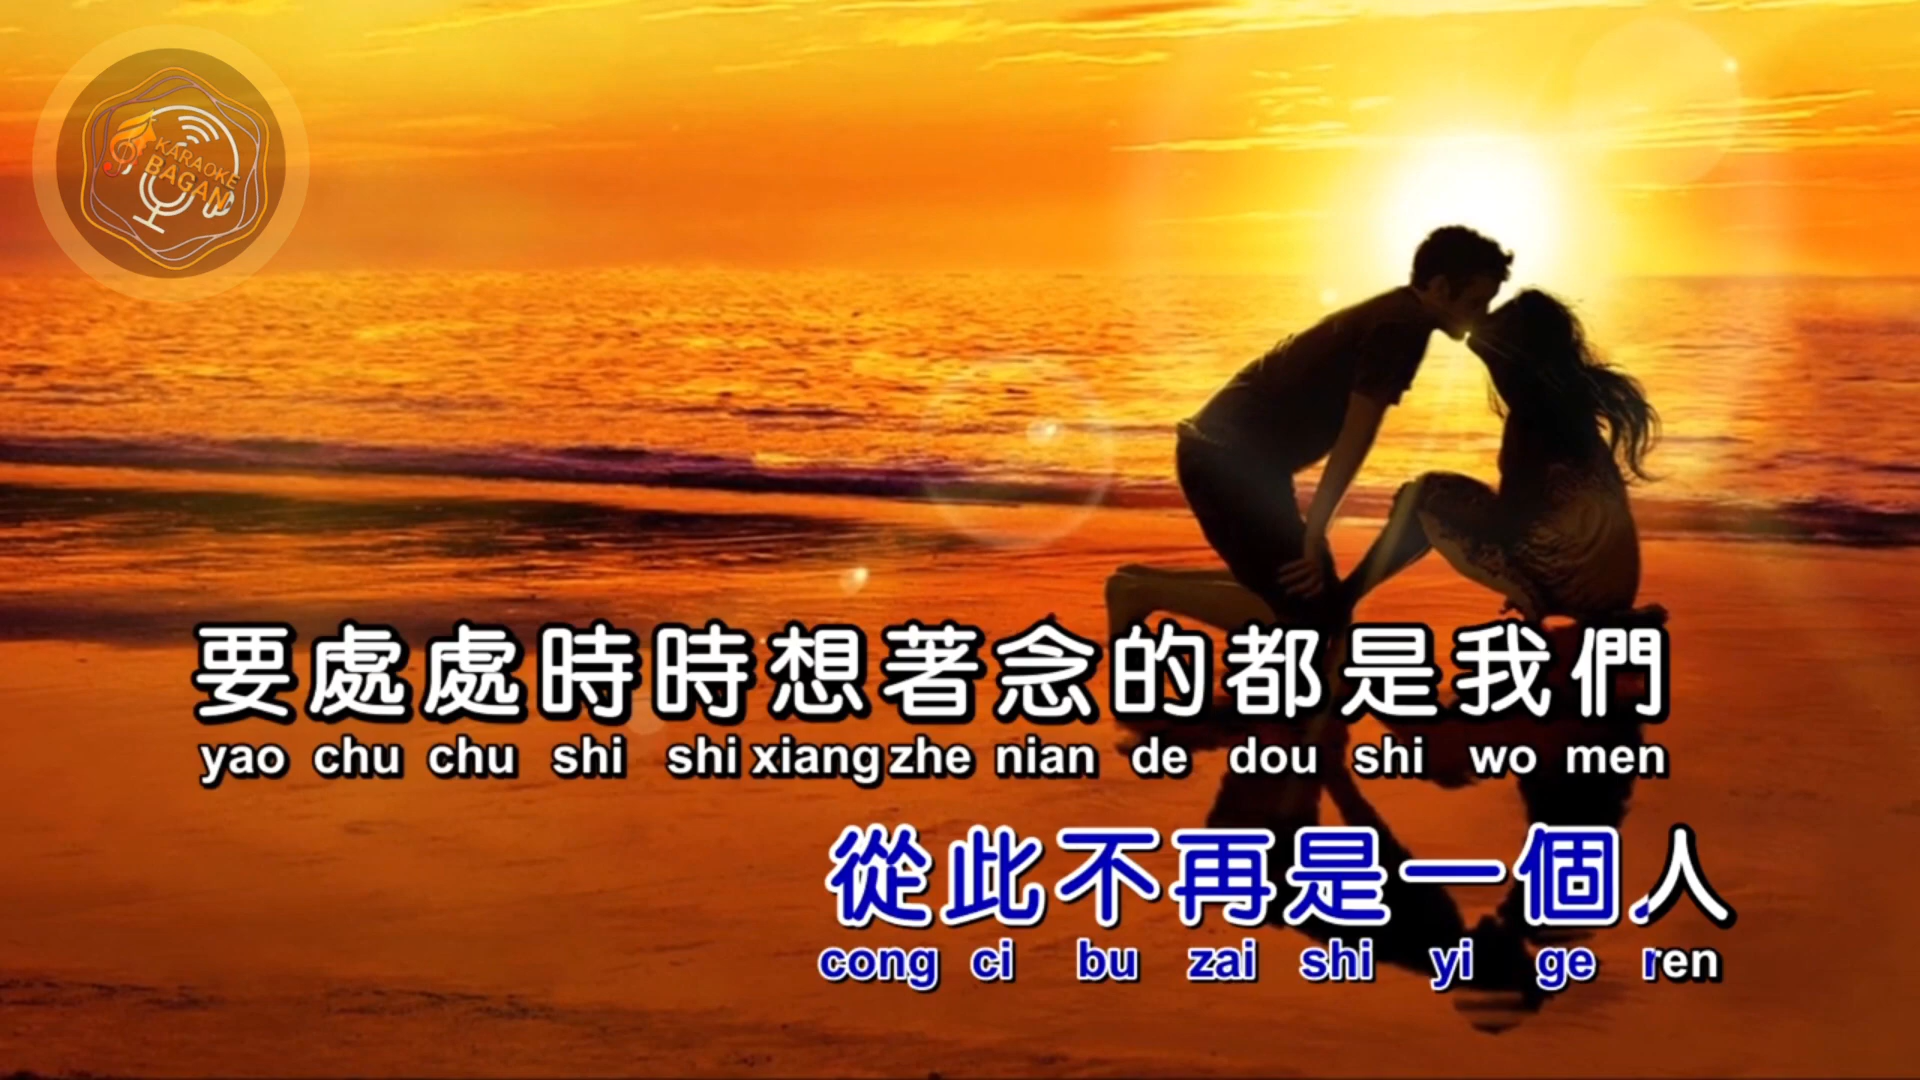 KARAOKE
BAGAN
要處處時時想著念的都是我們
yao chu chu shi shi xiang zhe nian de dou shi wo men
從此不再是一個人
cong ci bu zai shi yi ge ren